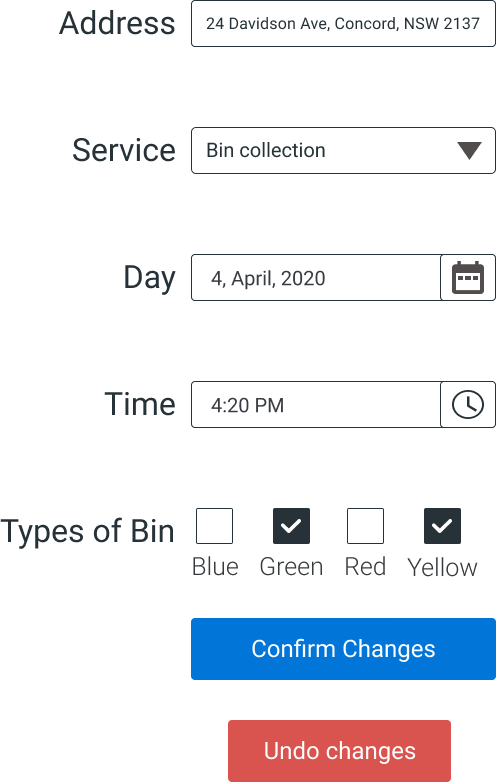 Address 24 Davidson Ave, Concord, NSW 2137
Service Bin collection
Day 4, April, 2020
Time 4:20 PM
Types of Bin
Blue Green Red Yellow
Confirm Changes
Undo changes